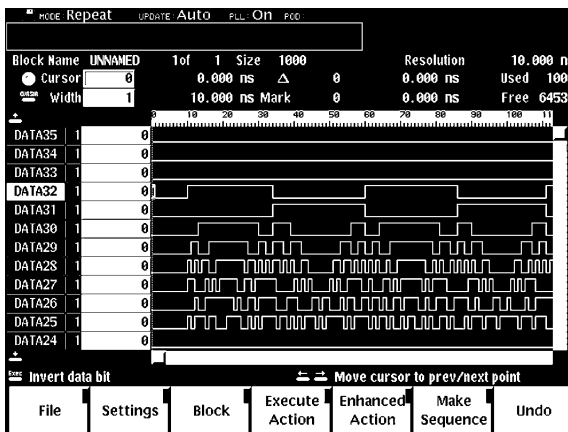 MODE: Repeat UPDATE: Auto PLL: On POD:
Block Name UNNAMED 1of 1 Size 1000 Resolution 10.000 n
Cursor 0 0.000 ns Δ 0 0.000 ns Used 100
CURSOR Width 1 10.000 ns Mark 0 0.000 ns Free 6453
0 10 20 30 40 50 60 70 80 90 100 11
DATA35 1 0
DATA34 1 0
DATA33 1 0
DATA32 1 0
DATA31 1 0
DATA30 1 0
DATA29 1 0
DATA28 1 0
DATA27 1 0
DATA26 1 0
DATA25 1 0
DATA24 1 0
Exec Invert data bit Move cursor to prev/next point
File Settings Block Execute Action Enhanced Action Make Sequence Undo